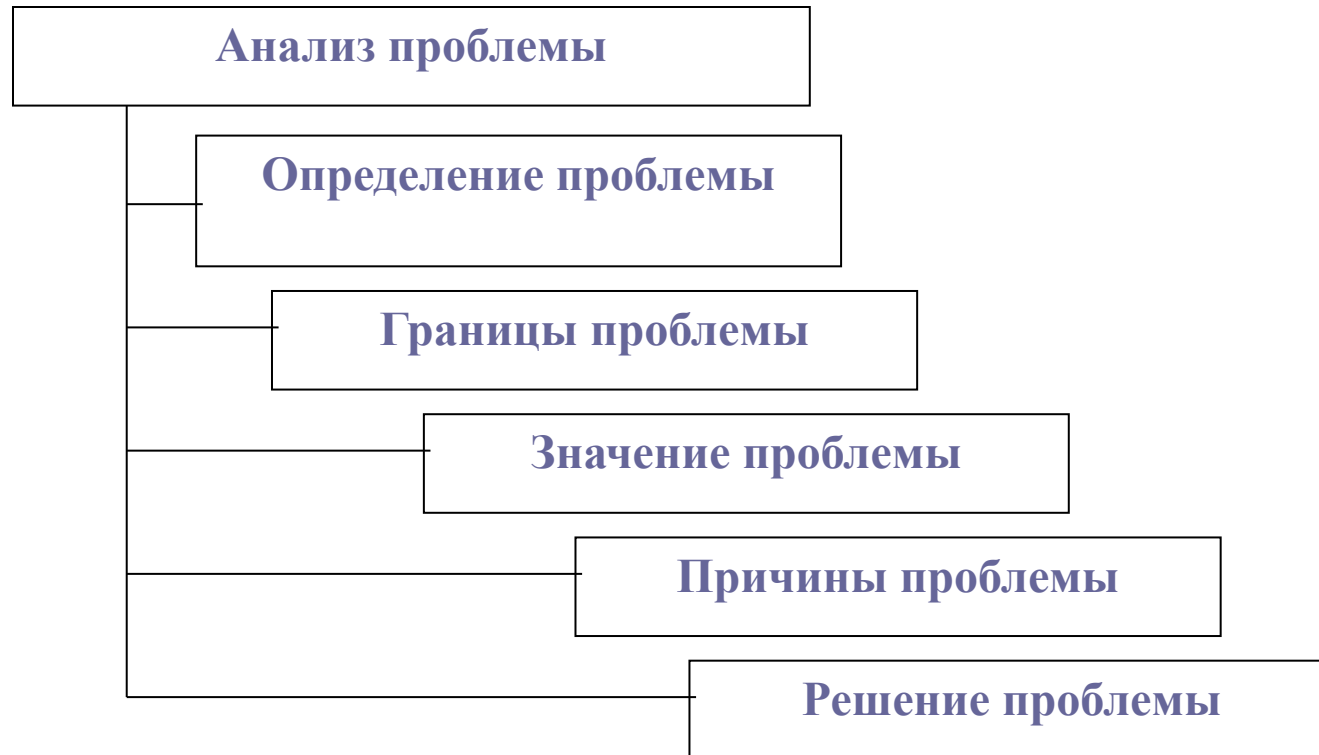 Анализ проблемы
Определение проблемы
Границы проблемы
Значение проблемы
Причины проблемы
Решение проблемы